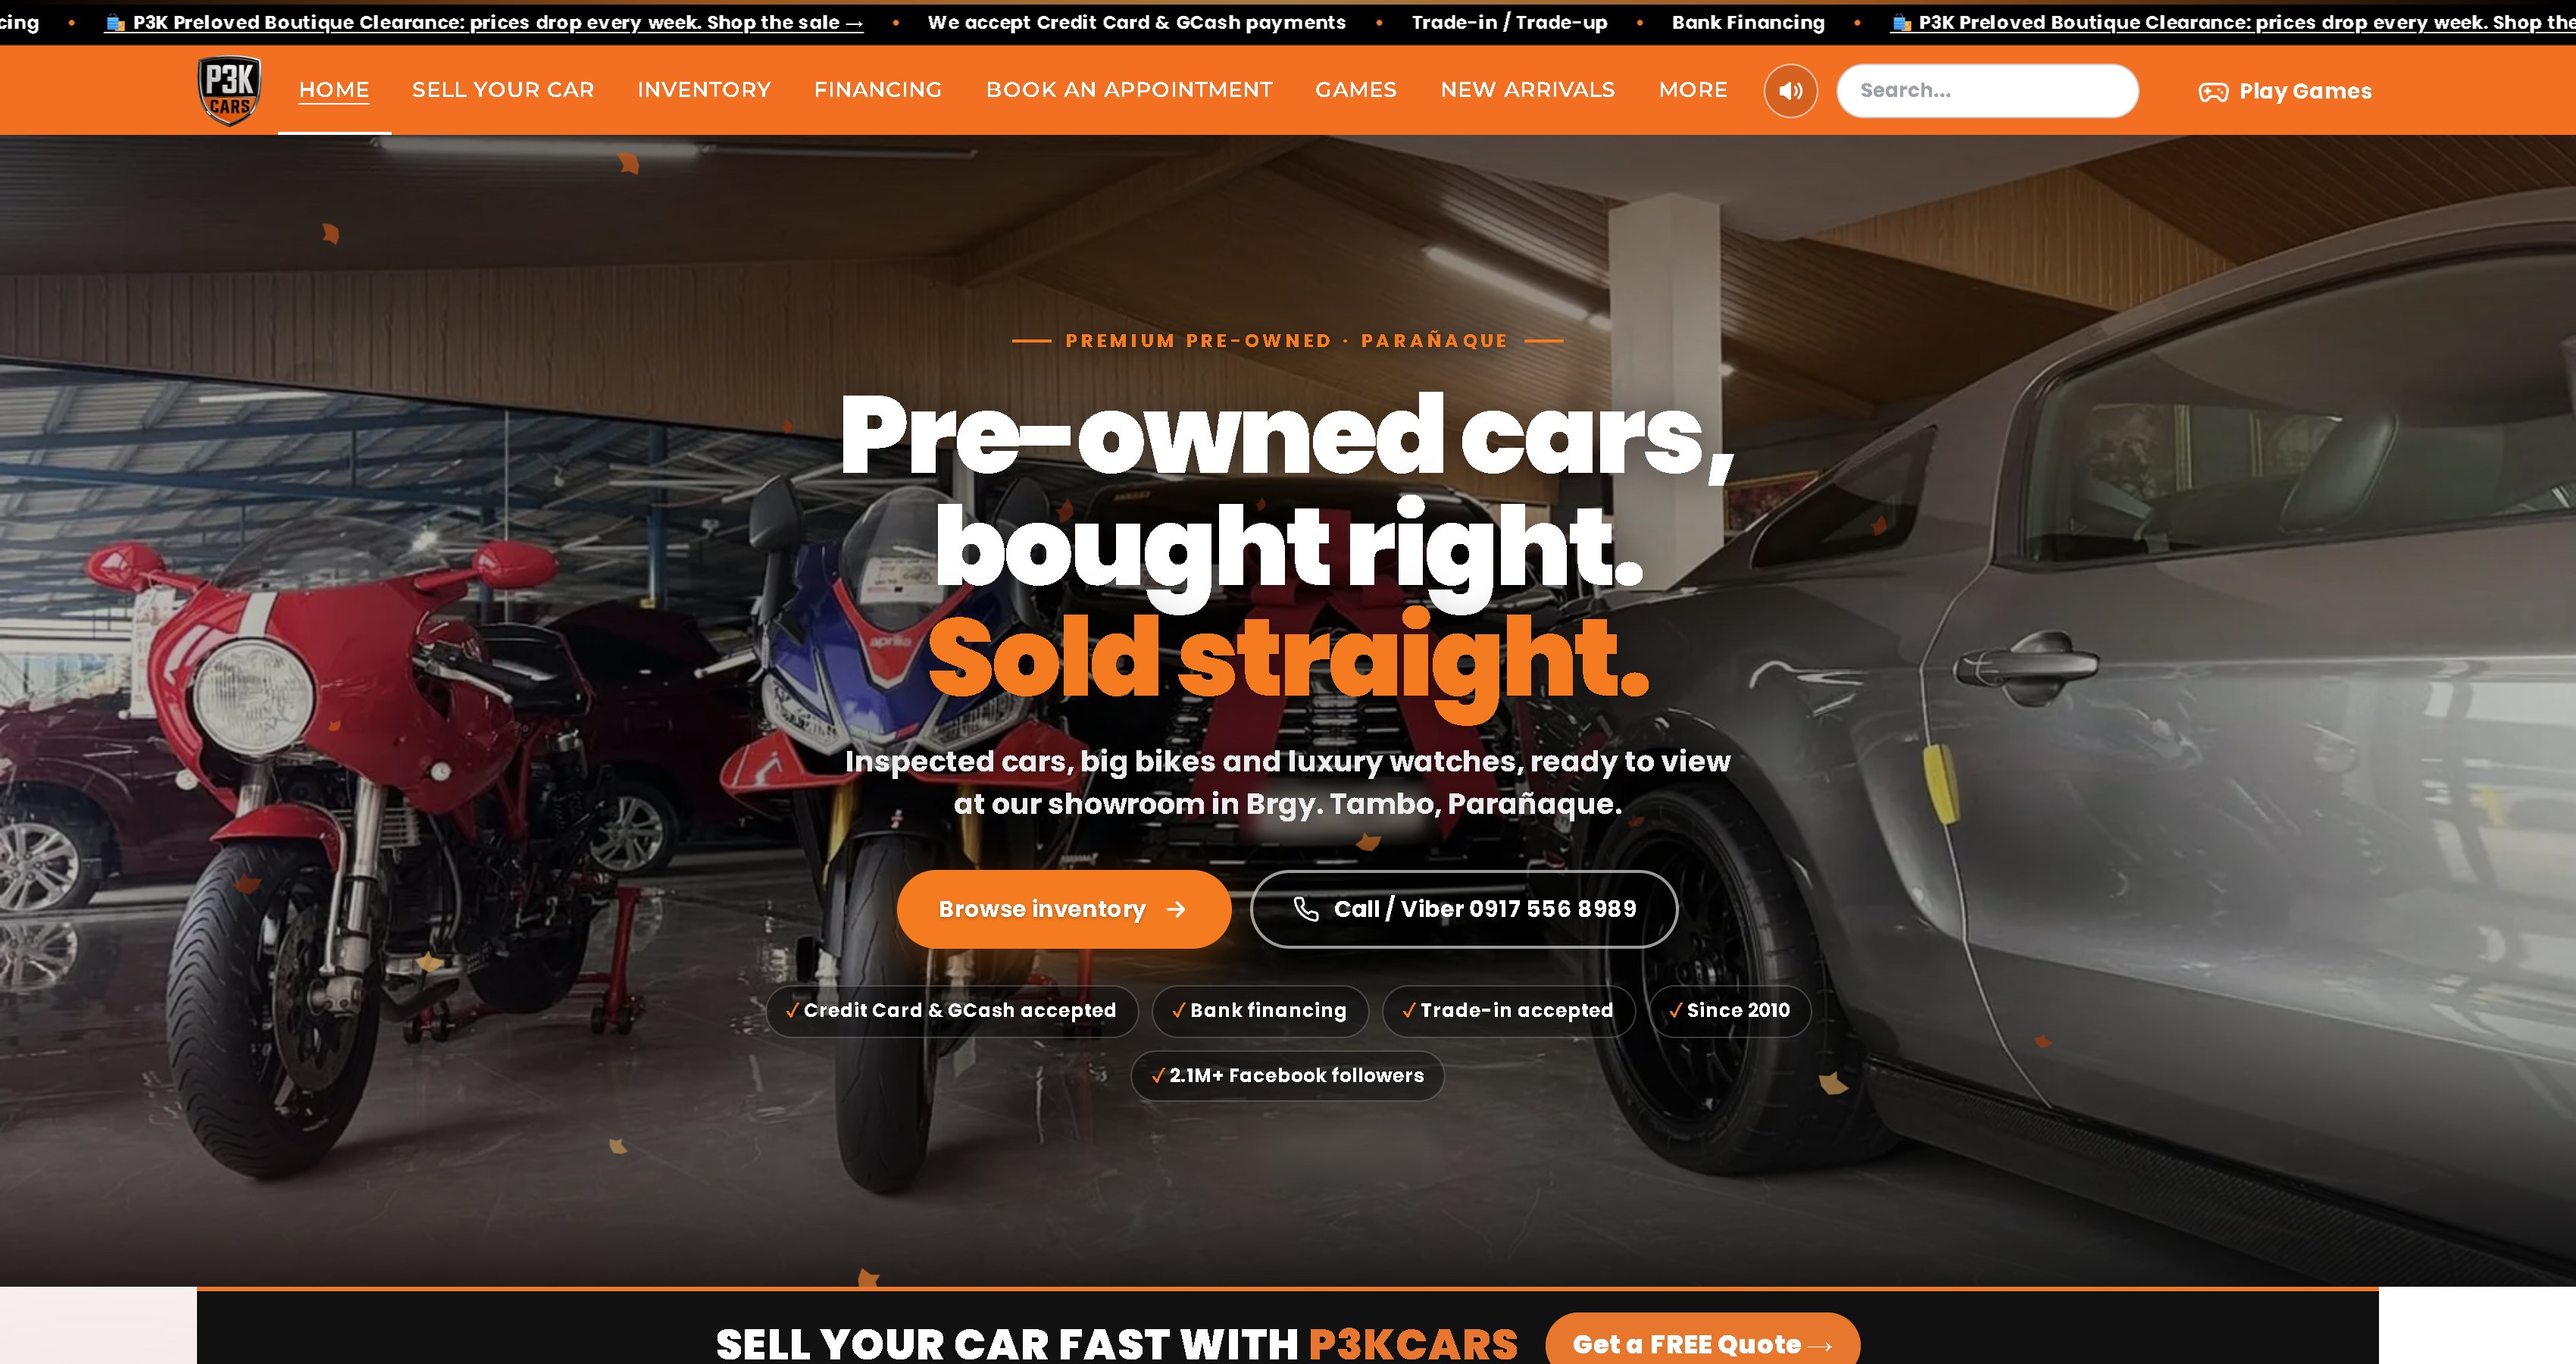 cing • 🛍️ P3K Preloved Boutique Clearance: prices drop every week. Shop the sale → • We accept Credit Card & GCash payments • Trade-in / Trade-up • Bank Financing • 🛍️ P3K Preloved Boutique Clearance: prices drop every week. Shop the
P3K
CARS
HOME SELL YOUR CAR INVENTORY FINANCING BOOK AN APPOINTMENT GAMES NEW ARRIVALS MORE Search... Play Games
PREMIUM PRE-OWNED · PARAÑAQUE
Pre-owned cars,
bought right.
Sold straight.
Inspected cars, big bikes and luxury watches, ready to view
at our showroom in Brgy. Tambo, Parañaque.
Browse inventory → Call / Viber 0917 556 8989
✓ Credit Card & GCash accepted ✓ Bank financing ✓ Trade-in accepted ✓ Since 2010
✓ 2.1M+ Facebook followers
aprilia
SELL YOUR CAR FAST WITH P3KCARS Get a FREE Quote →